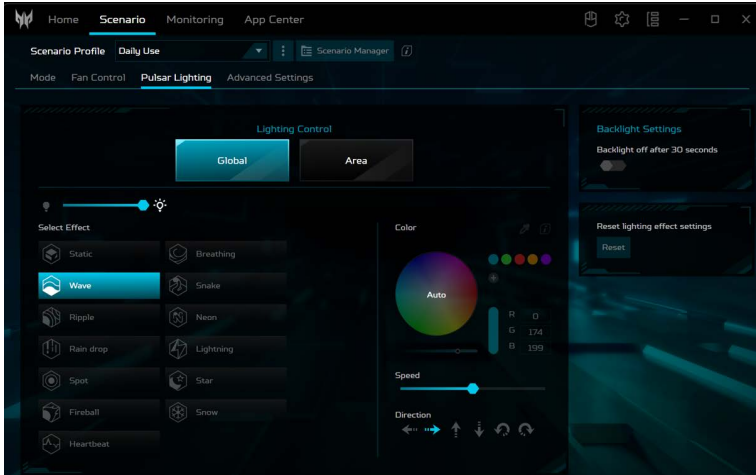 Home Scenario Monitoring App Center
Scenario Profile Daily Use Scenario Manager
Mode Fan Control Pulsar Lighting Advanced Settings
Lighting Control
Global Area
Select Effect
Static Breathing
Wave Snake
Ripple Neon
Rain drop Lightning
Spot Star
Fireball Snow
Heartbeat
Color
Auto
R 0
G 174
B 199
Speed
Direction
Backlight Settings
Backlight off after 30 seconds
Reset lighting effect settings
Reset